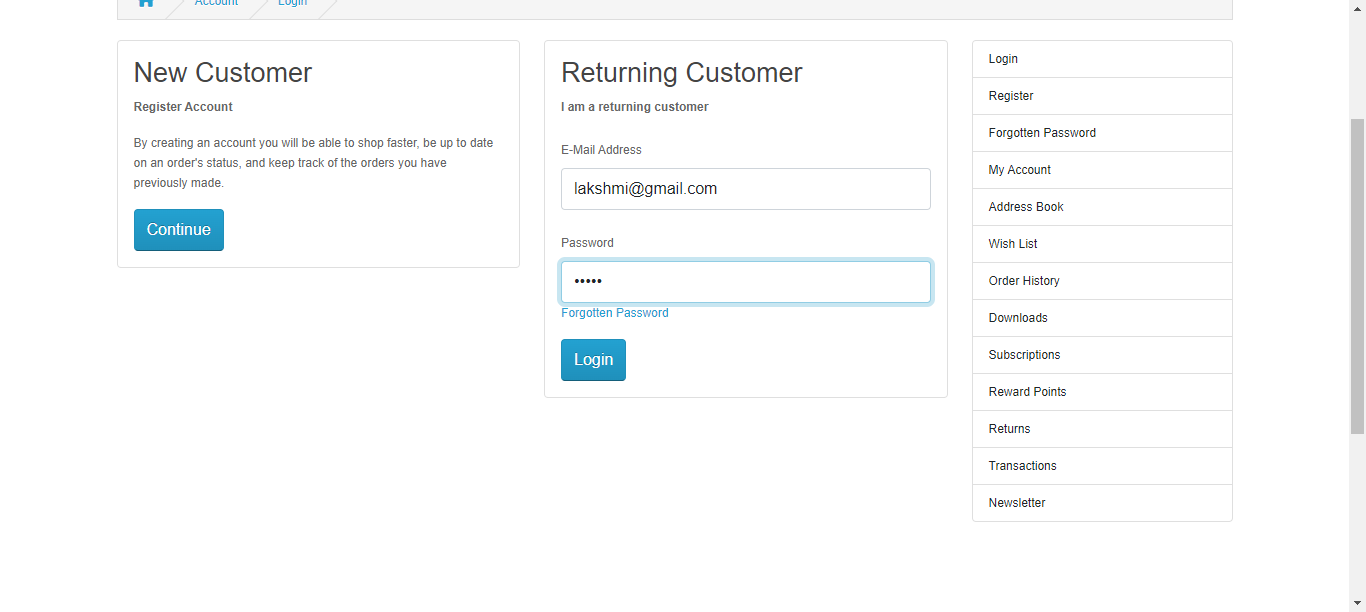 Account
Login
New Customer
Register Account
By creating an account you will be able to shop faster, be up to date
on an order's status, and keep track of the orders you have
previously made.
Continue
Returning Customer
I am a returning customer
E-Mail Address
lakshmi@gmail.com
Password
•••••
Forgotten Password
Login
Login
Register
Forgotten Password
My Account
Address Book
Wish List
Order History
Downloads
Subscriptions
Reward Points
Returns
Transactions
Newsletter